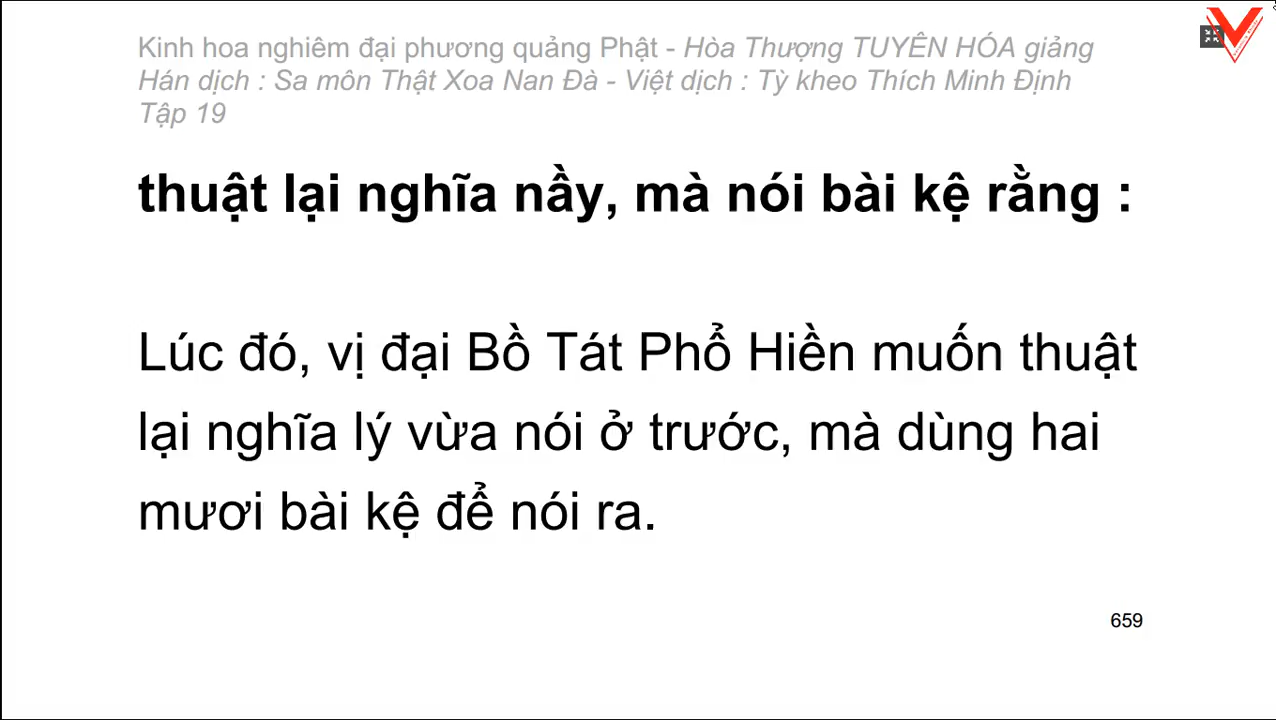 Kinh hoa nghiêm đại phương quảng Phật - Hòa Thượng TUYÊN HÓA giảng
Hán dịch : Sa môn Thật Xoa Nan Đà - Việt dịch : Tỳ kheo Thích Minh Định
Tập 19
thuật lại nghĩa nầy, mà nói bài kệ rằng :
Lúc đó, vị đại Bồ Tát Phổ Hiền muốn thuật
lại nghĩa lý vừa nói ở trước, mà dùng hai
mươi bài kệ để nói ra.
659